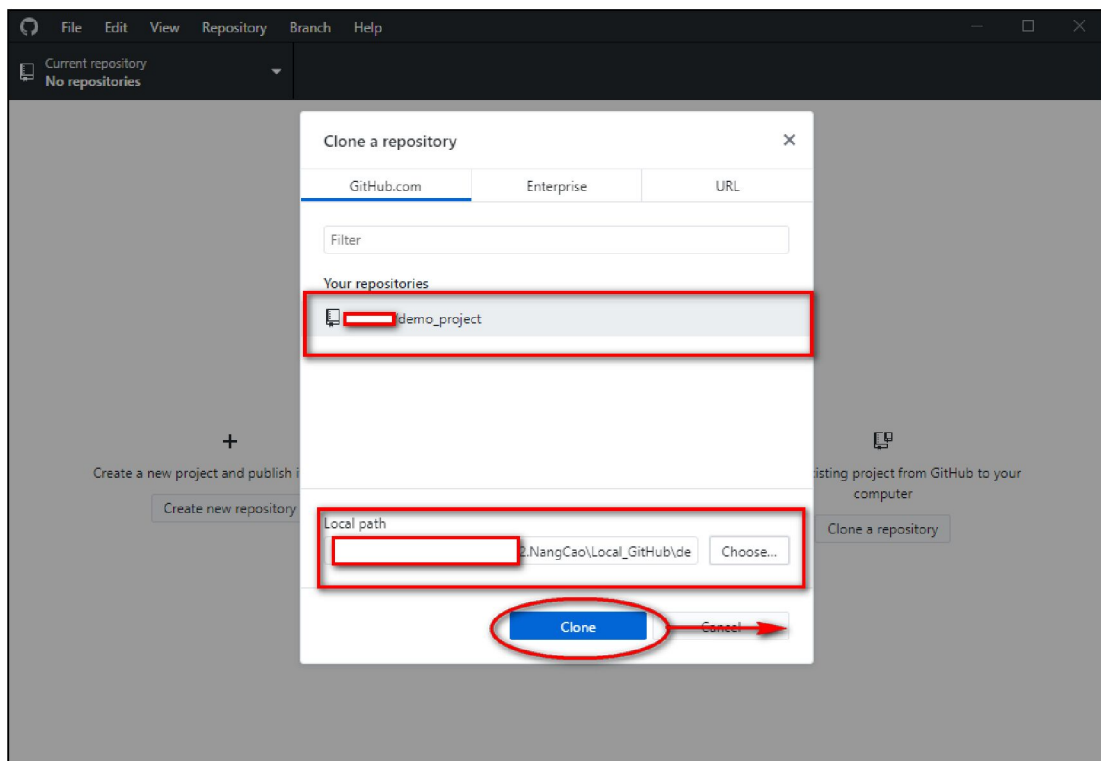 File Edit View Repository Branch Help
Current repository
No repositories
Clone a repository
GitHub.com Enterprise URL
Filter
Your repositories
/demo_project
Create a new project and publish i
Create new repository
isting project from GitHub to your
computer
Clone a repository
Local path
2.NangCao\Local_GitHub\de Choose...
Clone Cancel